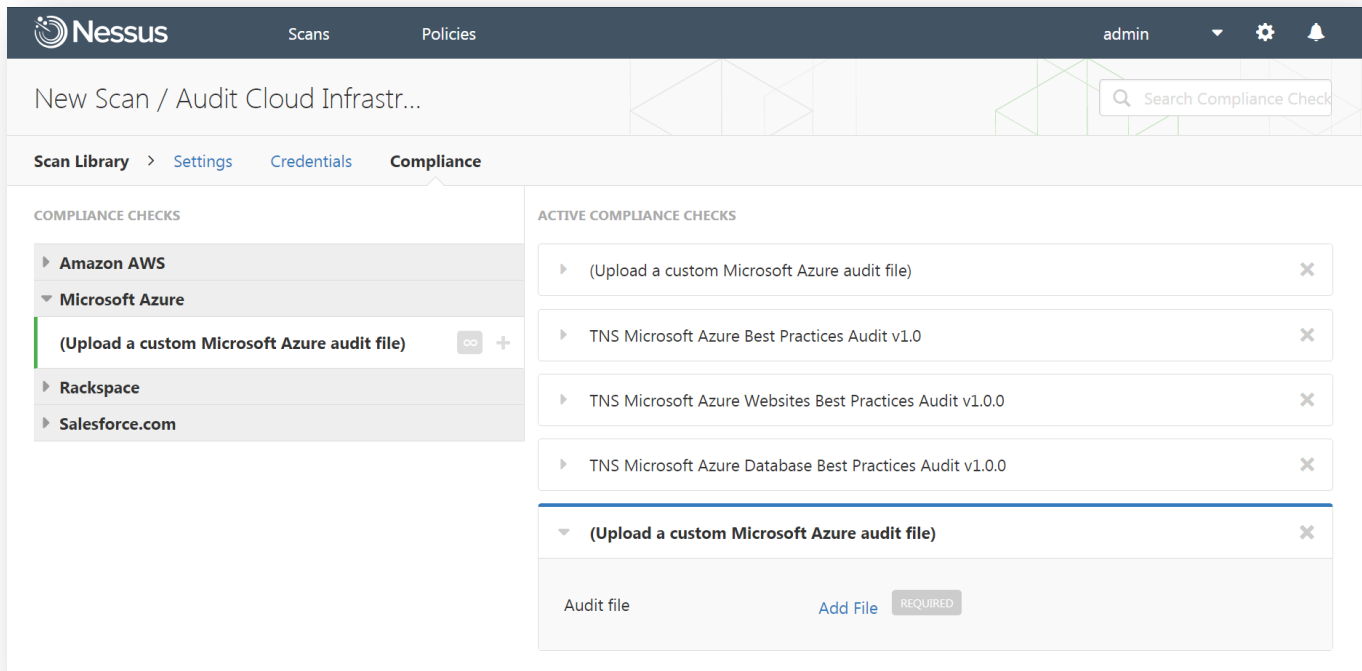 Nessus Scans Policies admin
New Scan / Audit Cloud Infrastr...
Search Compliance Check
Scan Library > Settings Credentials Compliance
COMPLIANCE CHECKS
Amazon AWS
Microsoft Azure
(Upload a custom Microsoft Azure audit file)
Rackspace
Salesforce.com
ACTIVE COMPLIANCE CHECKS
(Upload a custom Microsoft Azure audit file)
TNS Microsoft Azure Best Practices Audit v1.0
TNS Microsoft Azure Websites Best Practices Audit v1.0.0
TNS Microsoft Azure Database Best Practices Audit v1.0.0
(Upload a custom Microsoft Azure audit file)
Audit file Add File REQUIRED